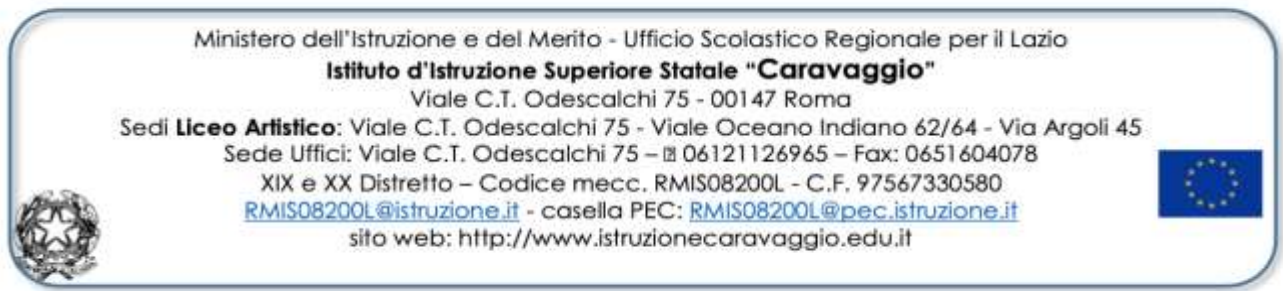 Ministero dell'Istruzione e del Merito - Ufficio Scolastico Regionale per il Lazio
Istituto d'Istruzione Superiore Statale "Caravaggio"
Viale C.T. Odescalchi 75 - 00147 Roma
Sedi Liceo Artistico: Viale C.T. Odescalchi 75 - Viale Oceano Indiano 62/64 - Via Argoli 45
Sede Uffici: Viale C.T. Odescalchi 75 – 06121126965 – Fax: 0651604078
XIX e XX Distretto – Codice mecc. RMIS08200L - C.F. 97567330580
RMIS08200L@istruzione.it - casella PEC: RMIS08200L@pec.istruzione.it
sito web: http://www.istruzionecaravaggio.edu.it